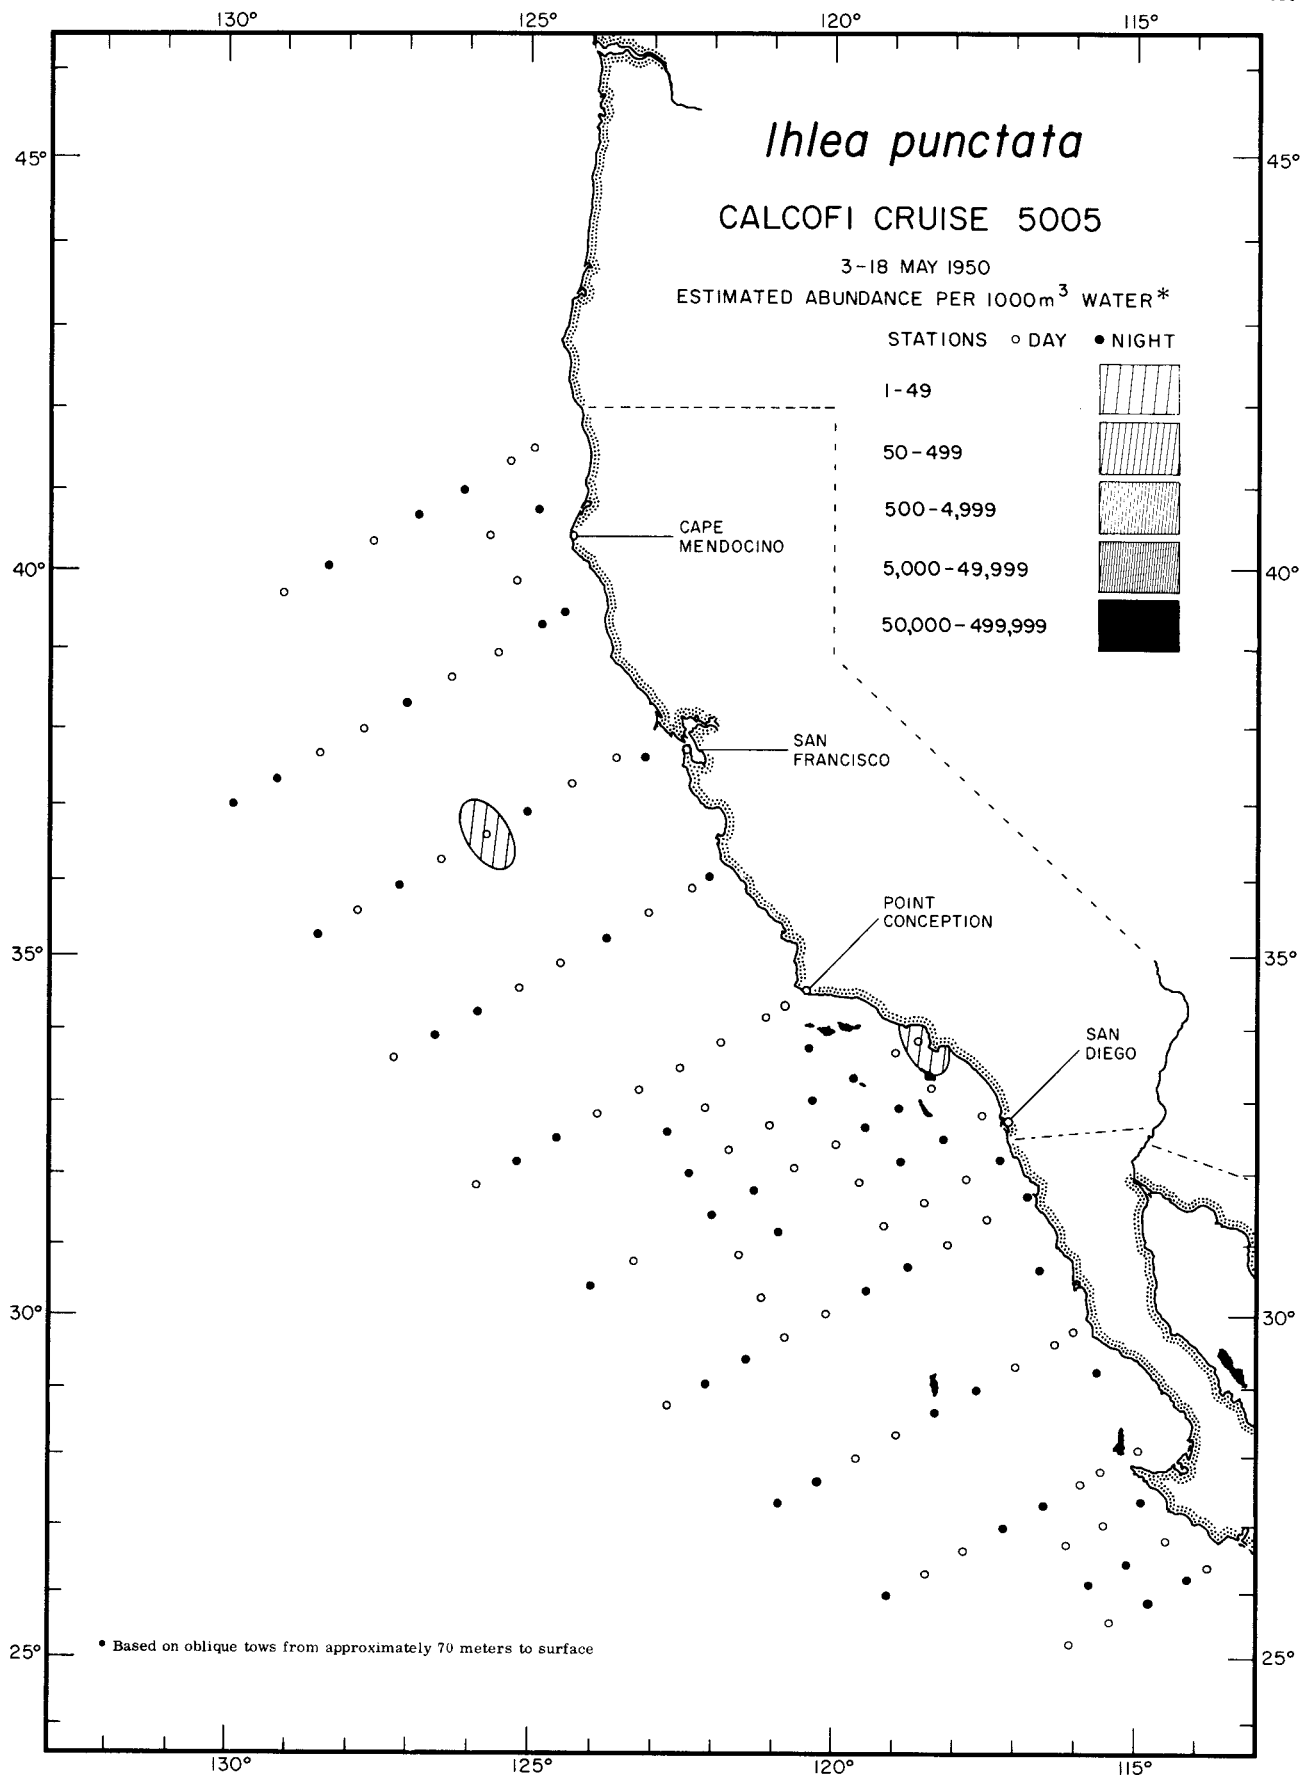 130° 125° 120° 115°
Ihlea punctata
45° 45°
CALCOFI CRUISE 5005
3-18 MAY 1950
ESTIMATED ABUNDANCE PER 1000m³ WATER*
STATIONS ○ DAY ● NIGHT
1-49
50-499
500-4,999
CAPE
MENDOCINO
40° 5,000-49,999 40°
50,000-499,999
SAN
FRANCISCO
POINT
CONCEPTION
35° 35°
SAN
DIEGO
30° 30°
25° • Based on oblique tows from approximately 70 meters to surface 25°
130° 125° 120° 115°